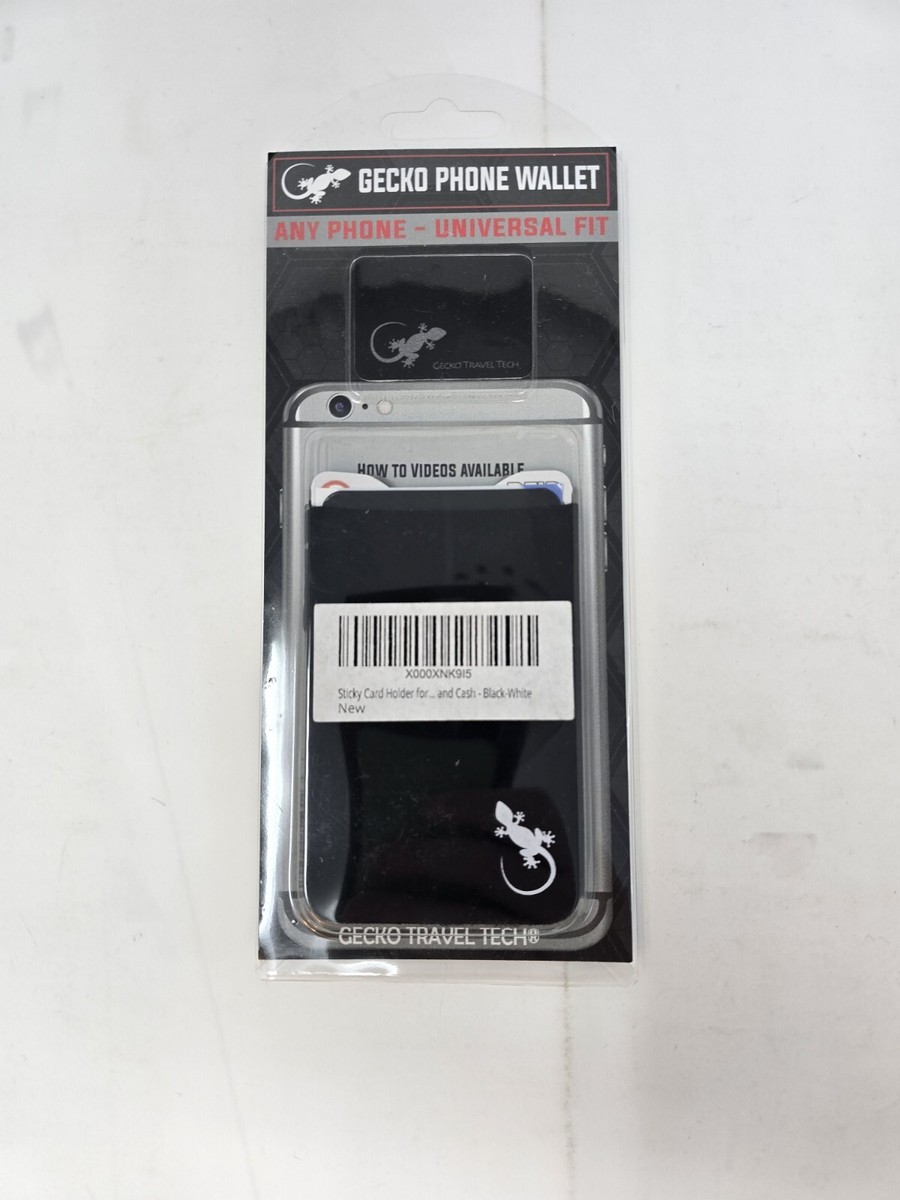 GECKO PHONE WALLET
ANY PHONE - UNIVERSAL FIT
GECKO TRAVEL TECH
HOW TO VIDEOS AVAILABLE
X000XNK9I5
Sticky Card Holder for... and Cash - Black-White
New
GECKO TRAVEL TECH®